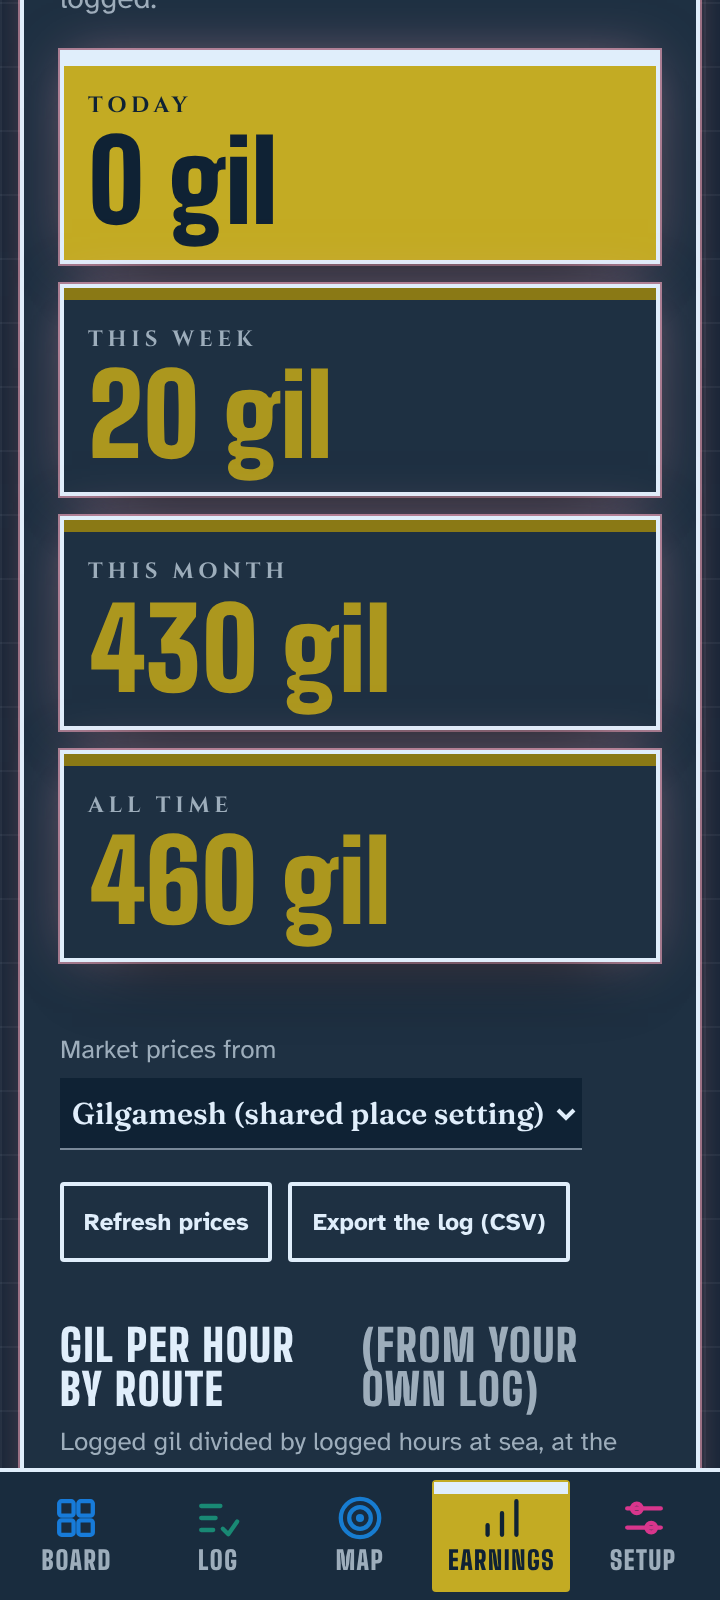 logged.
TODAY
0 gil
THIS WEEK
20 gil
THIS MONTH
430 gil
ALL TIME
460 gil
Market prices from
Gilgamesh (shared place setting)
Refresh prices
Export the log (CSV)
GIL PER HOUR
BY ROUTE
(FROM YOUR
OWN LOG)
Logged gil divided by logged hours at sea, at the
BOARD
LOG
MAP
EARNINGS
SETUP